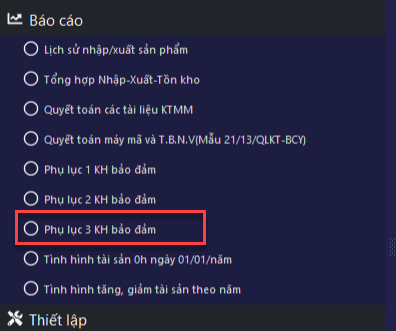 Báo cáo
Lịch sử nhập/xuất sản phẩm
Tổng hợp Nhập-Xuất-Tồn kho
Quyết toán các tài liệu KTMM
Quyết toán máy mã và T.B.N.V(Mẫu 21/13/QLKT-BCY)
Phụ lục 1 KH bảo đảm
Phụ lục 2 KH bảo đảm
Phụ lục 3 KH bảo đảm
Tình hình tài sản 0h ngày 01/01/năm
Tình hình tăng, giảm tài sản theo năm
Thiết lập